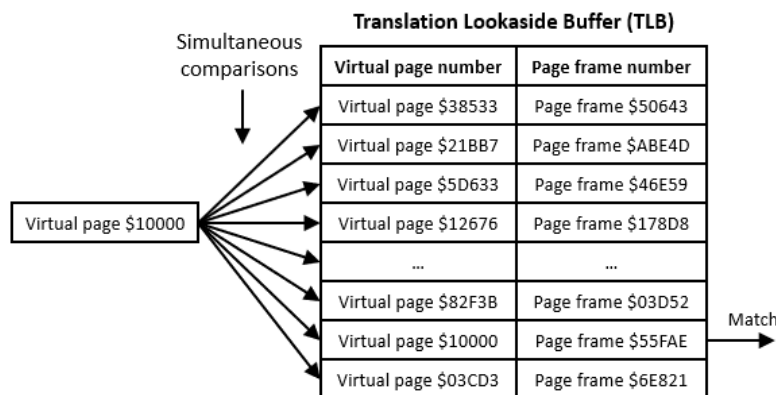 Translation Lookaside Buffer (TLB)
Simultaneous
comparisons
Virtual page number Page frame number
Virtual page $38533 Page frame $50643
Virtual page $21BB7 Page frame $ABE4D
Virtual page $5D633 Page frame $46E59
Virtual page $10000
Virtual page $12676 Page frame $178D8
... ...
Virtual page $82F3B Page frame $03D52
Match
Virtual page $10000 Page frame $55FAE
Virtual page $03CD3 Page frame $6E821